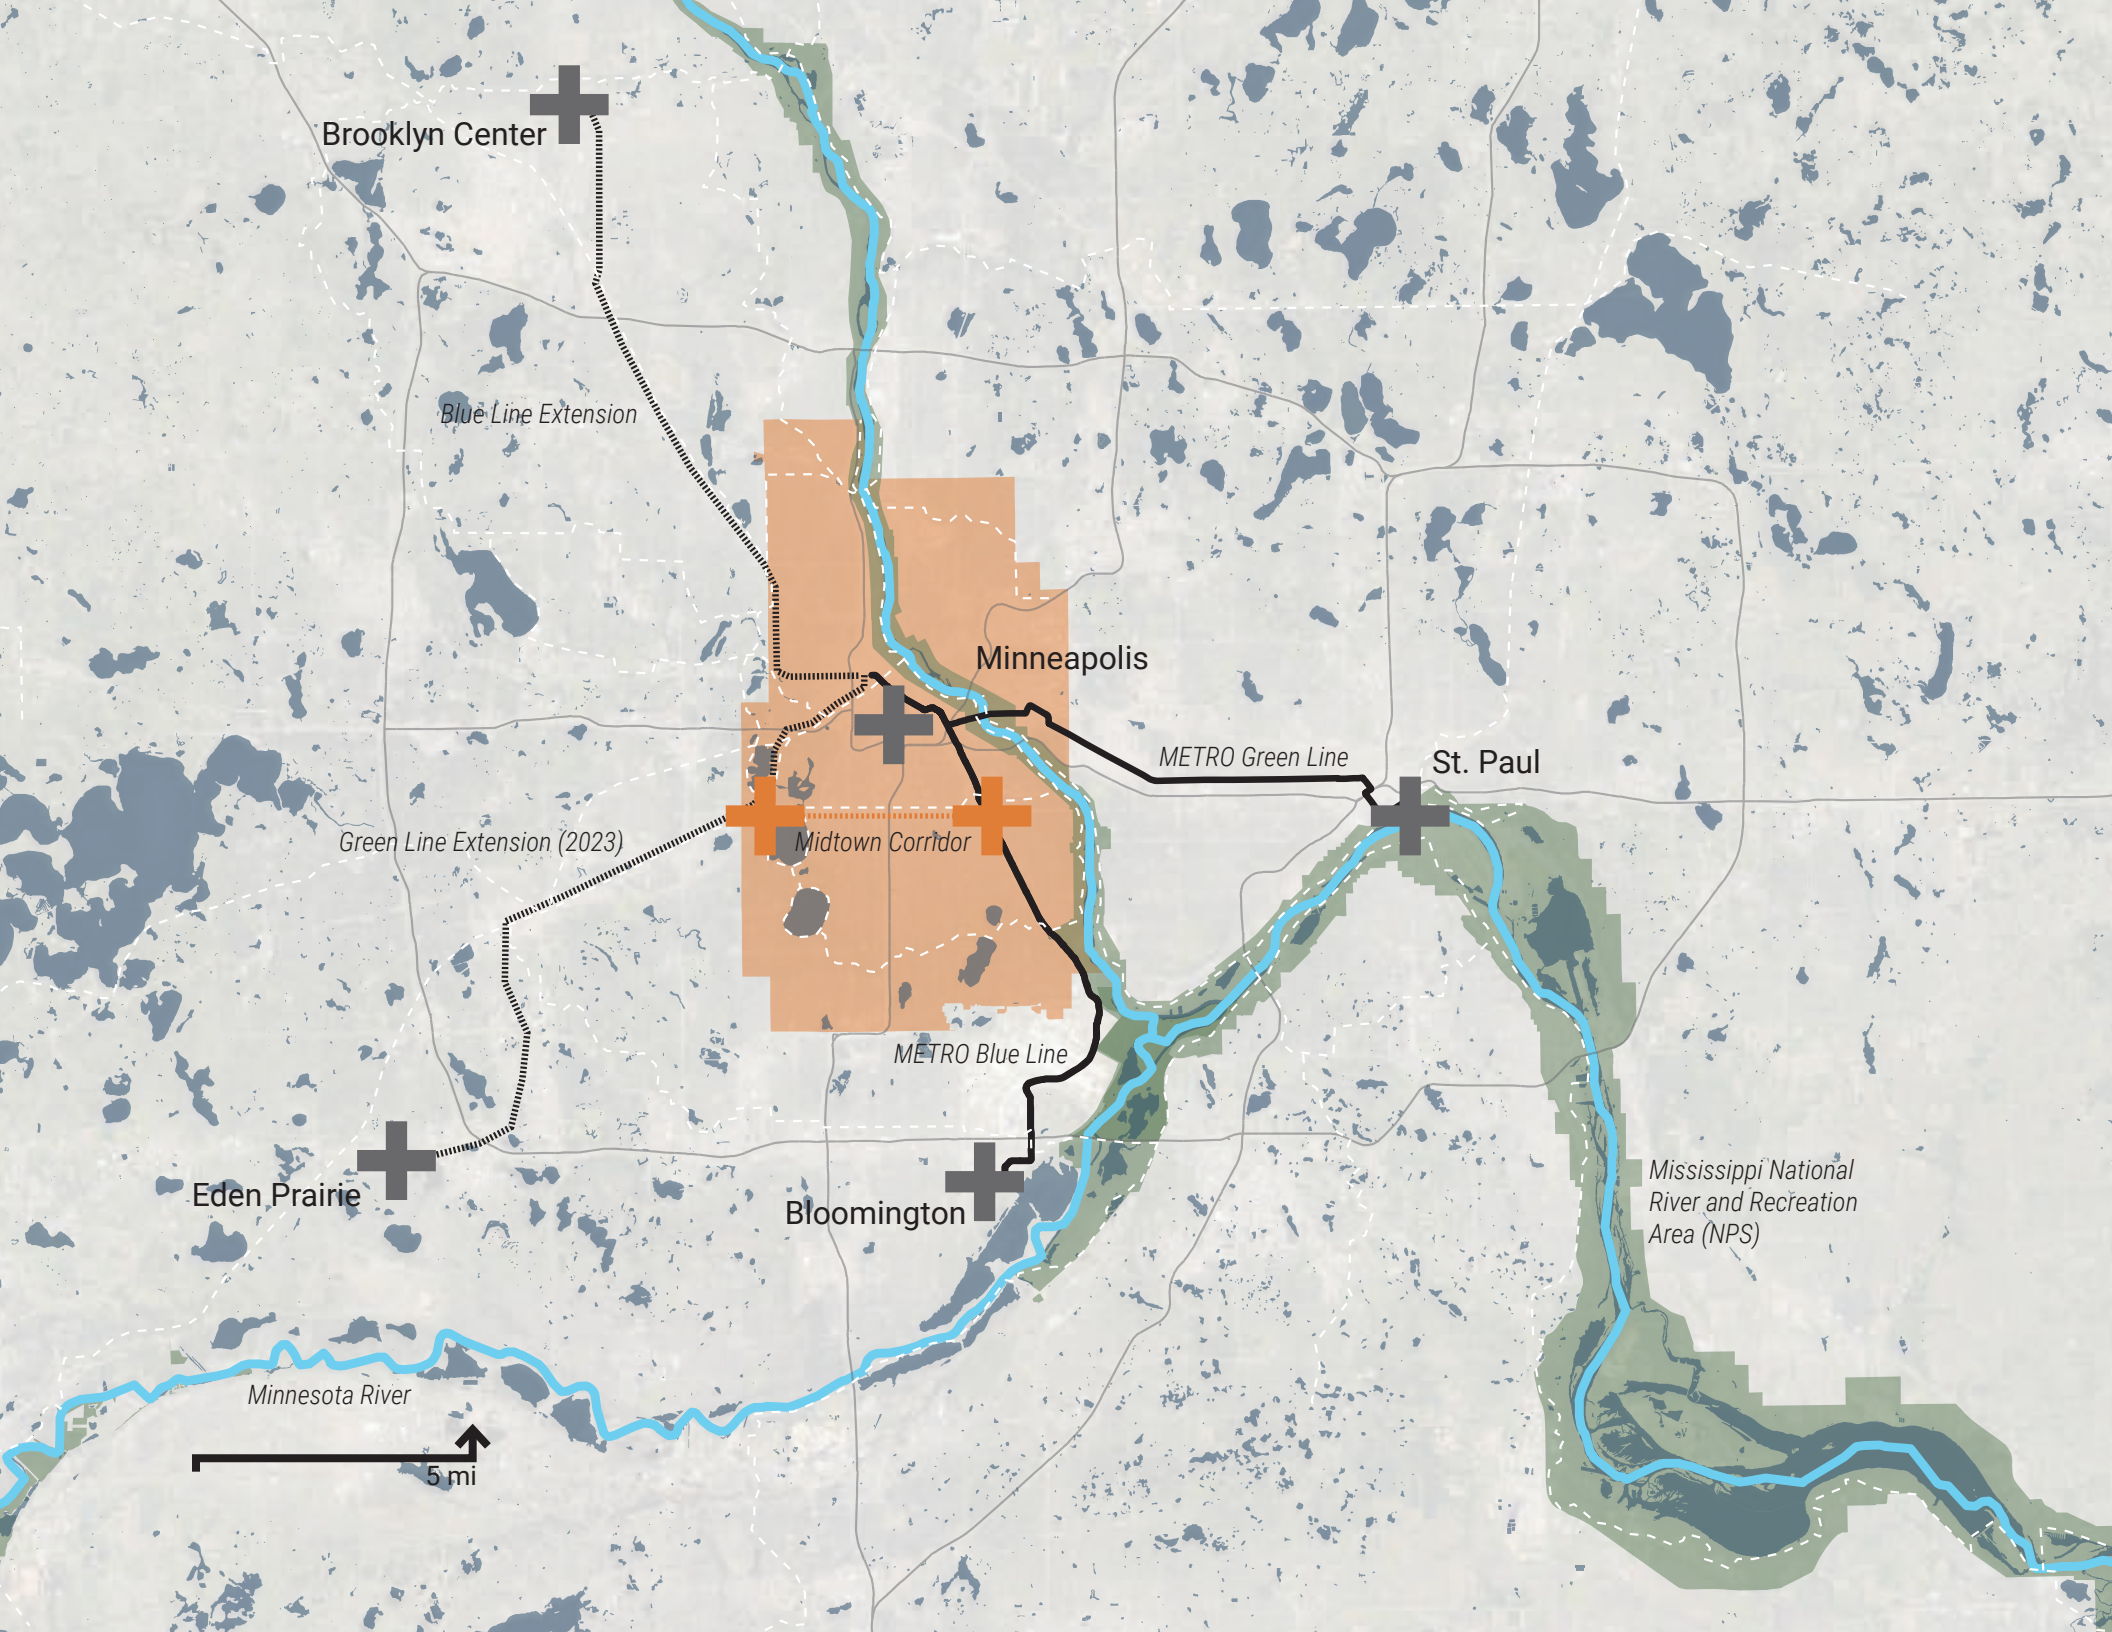 Brooklyn Center
Blue Line Extension
Minneapolis
METRO Green Line
St. Paul
Green Line Extension (2023)
Midtown Corridor
METRO Blue Line
Mississippi National
River and Recreation
Area (NPS)
Eden Prairie
Bloomington
Minnesota River
5 mi